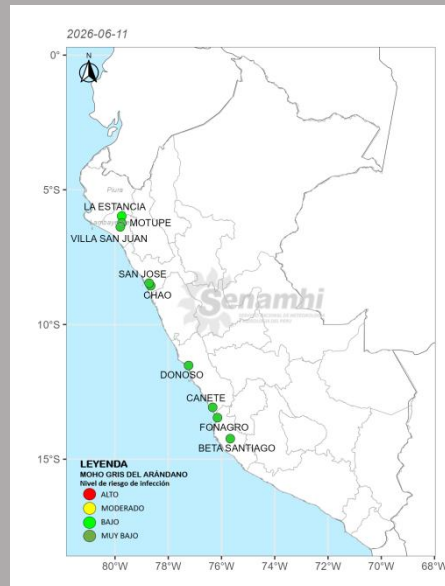 2026-06-11
N
0°
5°S
10°S
15°S
Piura
LA ESTANCIA
MOTUPE
VILLA SAN JUAN
SAN JOSE
CHAO
Senamhi
DONOSO
CAÑETE
FONAGRO
BETA SANTIAGO
LEYENDA
MOHO GRIS DEL ARÁNDANO
Nivel de riesgo de infección
ALTO
MODERADO
BAJO
MUY BAJO
80°W 78°W 76°W 74°W 72°W 70°W 68°W